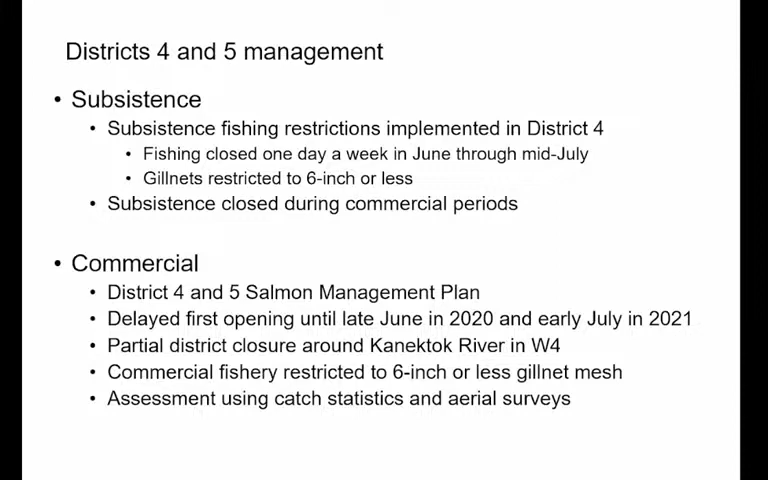 Districts 4 and 5 management
• Subsistence
• Subsistence fishing restrictions implemented in District 4
• Fishing closed one day a week in June through mid-July
• Gillnets restricted to 6-inch or less
• Subsistence closed during commercial periods
• Commercial
• District 4 and 5 Salmon Management Plan
• Delayed first opening until late June in 2020 and early July in 2021
• Partial district closure around Kanektok River in W4
• Commercial fishery restricted to 6-inch or less gillnet mesh
• Assessment using catch statistics and aerial surveys